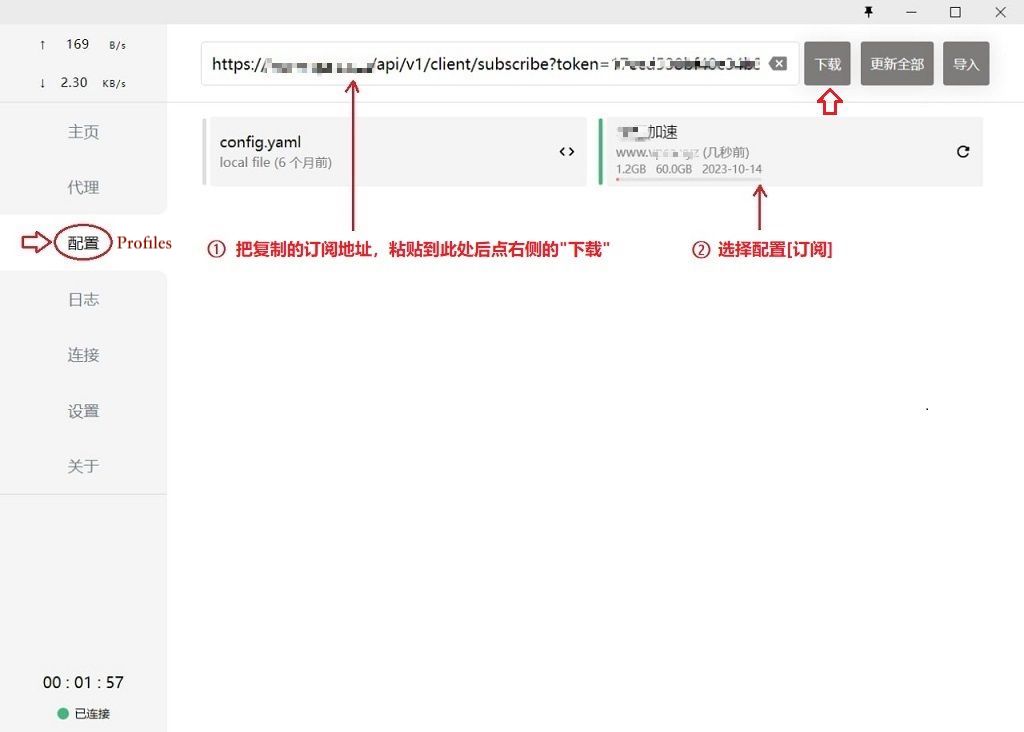 ↑ 169 B/s
↓ 2.30 KB/s
主页
代理
配置 Profiles
日志
连接
设置
关于
00 : 01 : 57
已连接
https:// /api/v1/client/subscribe?token=
下载
更新全部
导入
config.yaml
local file (6 个月前)
加速
www. (几秒前)
1.2GB 60.0GB 2023-10-14
① 把复制的订阅地址，粘贴到此处后点右侧的"下载"
② 选择配置[订阅]